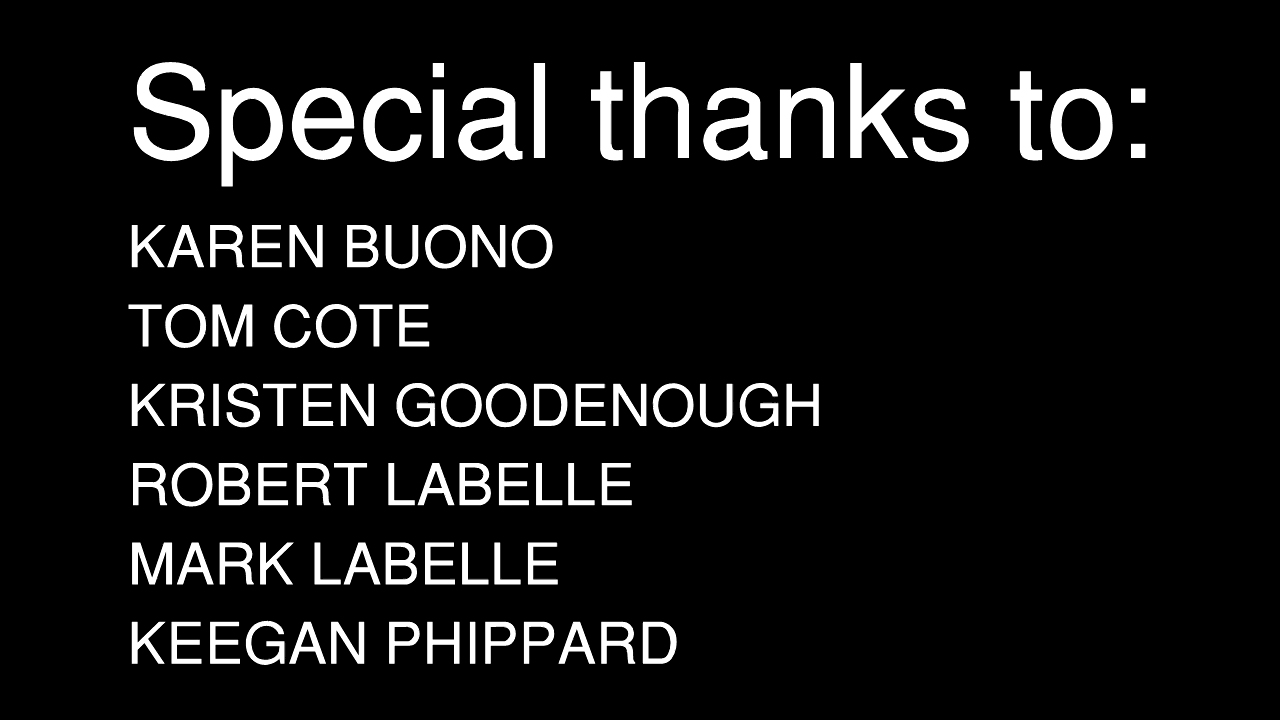 Special thanks to:
KAREN BUONO
TOM COTE
KRISTEN GOODENOUGH
ROBERT LABELLE
MARK LABELLE
KEEGAN PHIPPARD